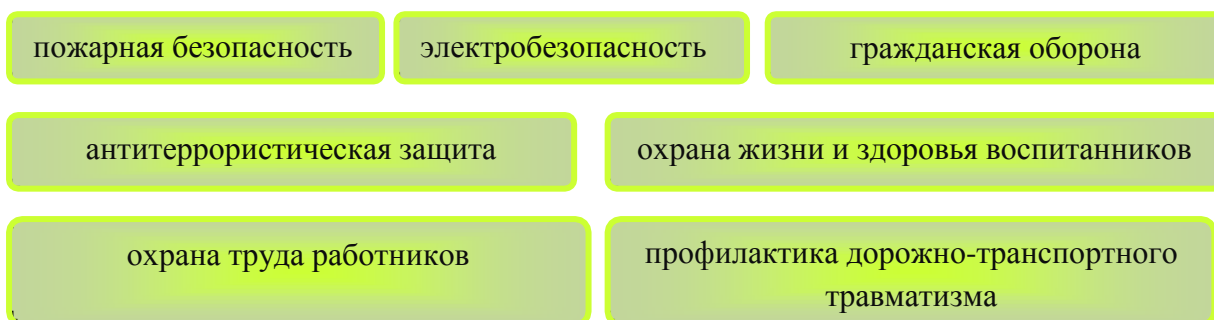 пожарная безопасность
электробезопасность
гражданская оборона
антитеррористическая защита
охрана жизни и здоровья воспитанников
охрана труда работников
профилактика дорожно-транспортного
травматизма